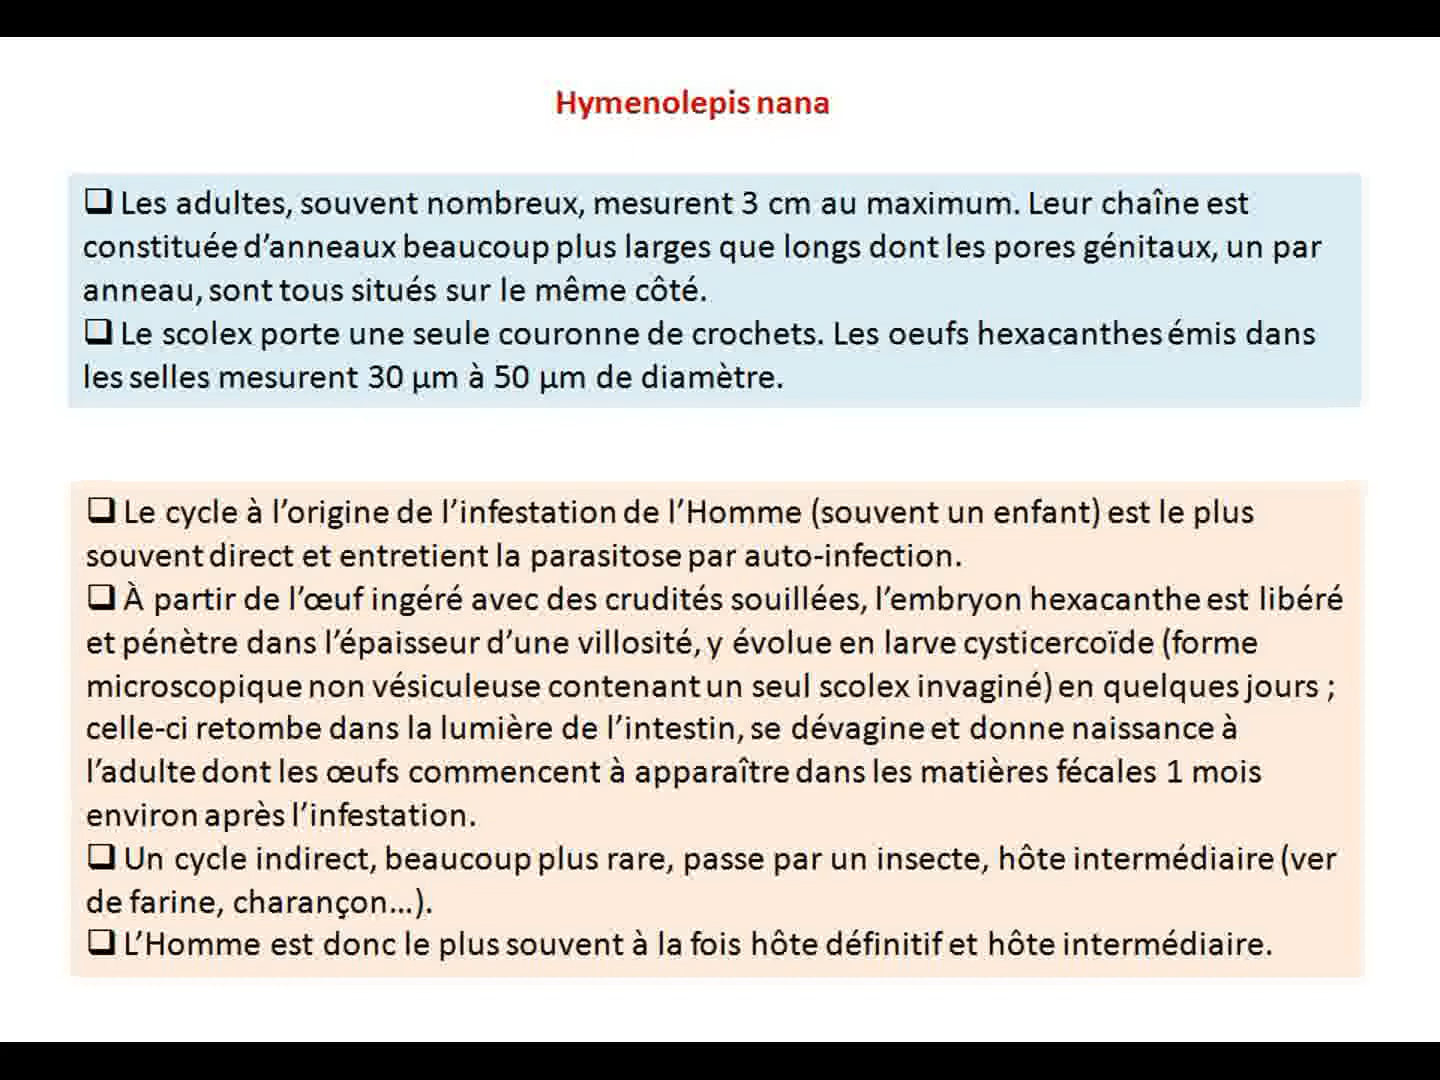 Hymenolepis nana
❑ Les adultes, souvent nombreux, mesurent 3 cm au maximum. Leur chaîne est
constituée d’anneaux beaucoup plus larges que longs dont les pores génitaux, un par
anneau, sont tous situés sur le même côté.
❑ Le scolex porte une seule couronne de crochets. Les oeufs hexacanthes émis dans
les selles mesurent 30 µm à 50 µm de diamètre.
❑ Le cycle à l’origine de l’infestation de l’Homme (souvent un enfant) est le plus
souvent direct et entretient la parasitose par auto-infection.
❑ À partir de l’œuf ingéré avec des crudités souillées, l’embryon hexacanthe est libéré
et pénètre dans l’épaisseur d’une villosité, y évolue en larve cysticercoïde (forme
microscopique non vésiculeuse contenant un seul scolex invaginé) en quelques jours ;
celle-ci retombe dans la lumière de l’intestin, se dévagine et donne naissance à
l’adulte dont les œufs commencent à apparaître dans les matières fécales 1 mois
environ après l’infestation.
❑ Un cycle indirect, beaucoup plus rare, passe par un insecte, hôte intermédiaire (ver
de farine, charançon…).
❑ L’Homme est donc le plus souvent à la fois hôte définitif et hôte intermédiaire.